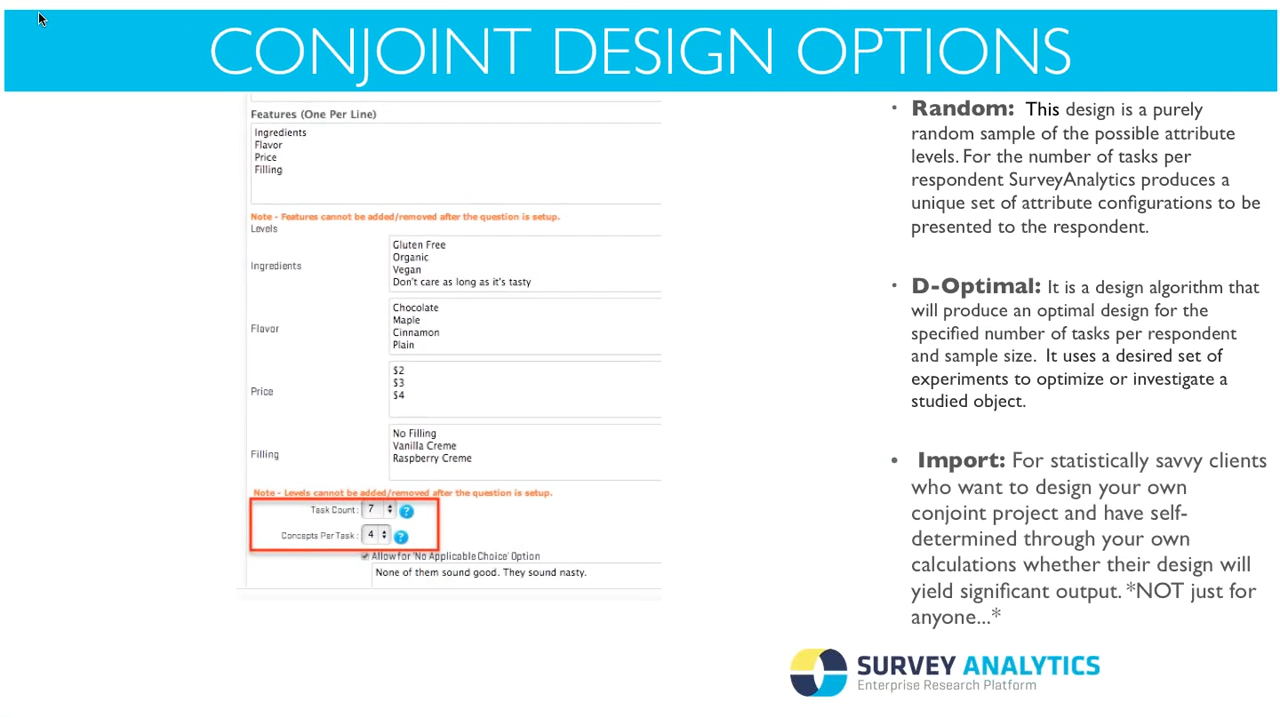 CONJOINT DESIGN OPTIONS
Features (One Per Line)
Ingredients
Flavor
Price
Filling
Note - Features cannot be added/removed after the question is setup.
Levels
Ingredients
Gluten Free
Organic
Vegan
Don't care as long as it's tasty
Flavor
Chocolate
Maple
Cinnamon
Plain
Price
$2
$3
$4
Filling
No Filling
Vanilla Creme
Raspberry Creme
Note - Levels cannot be added/removed after the question is setup.
Task Count: 7 ?
Concepts Per Task: 4 ?
Allow for 'No Applicable Choice' Option
None of them sound good. They sound nasty.
• Random: This design is a purely
random sample of the possible attribute
levels. For the number of tasks per
respondent SurveyAnalytics produces a
unique set of attribute configurations to be
presented to the respondent.
• D-Optimal: It is a design algorithm that
will produce an optimal design for the
specified number of tasks per respondent
and sample size. It uses a desired set of
experiments to optimize or investigate a
studied object.
• Import: For statistically savvy clients
who want to design your own
conjoint project and have self-
determined through your own
calculations whether their design will
yield significant output. *NOT just for
anyone...*
SURVEY ANALYTICS
Enterprise Research Platform